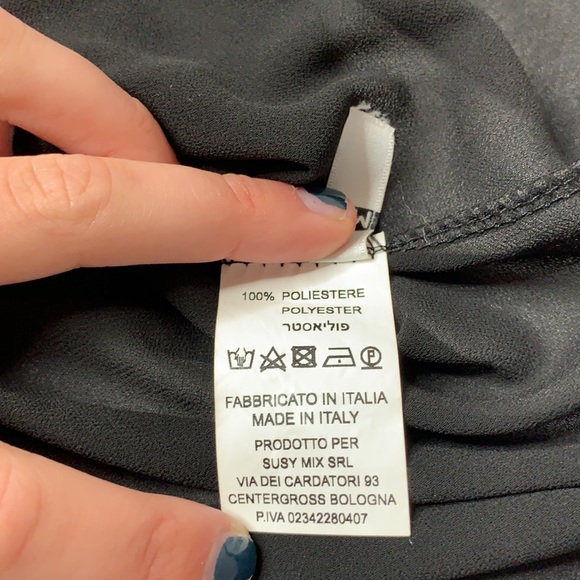 100% POLIESTERE
POLYESTER
פוליאסטר
FABBRICATO IN ITALIA
MADE IN ITALY
PRODOTTO PER
SUSY MIX SRL
VIA DEI CARDATORI 93
CENTERGROSS BOLOGNA
P.IVA 02342280407